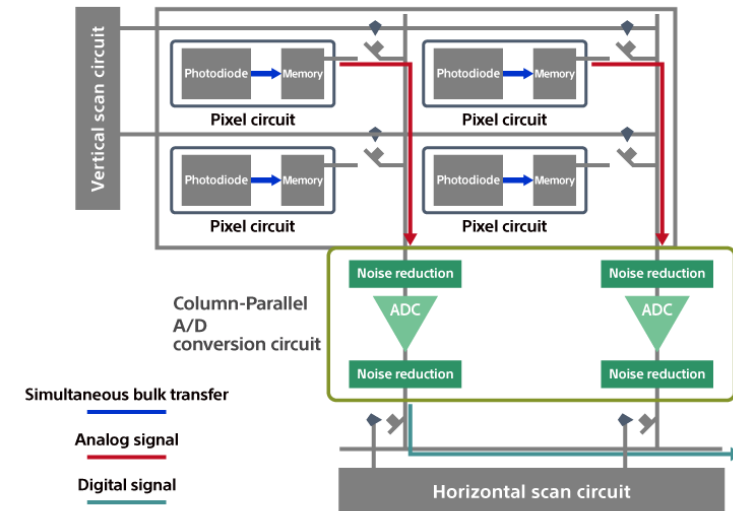 Vertical scan circuit
Photodiode
Memory
Pixel circuit
Photodiode
Memory
Pixel circuit
Photodiode
Memory
Pixel circuit
Photodiode
Memory
Pixel circuit
Column-Parallel
A/D
conversion circuit
Noise reduction
ADC
Noise reduction
Noise reduction
ADC
Noise reduction
Simultaneous bulk transfer
Analog signal
Digital signal
Horizontal scan circuit